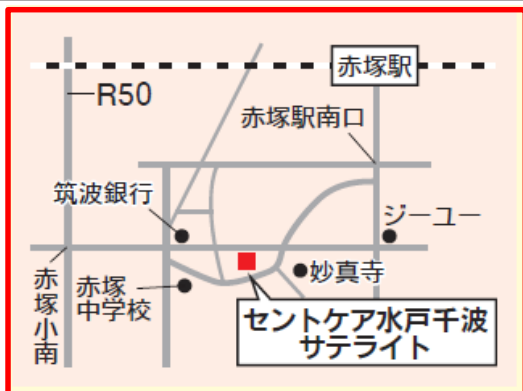 赤塚駅
R50
赤塚駅南口
筑波銀行
ジーユー
赤塚小南
赤塚
中学校
妙真寺
セントケア水戸千波
サテライト